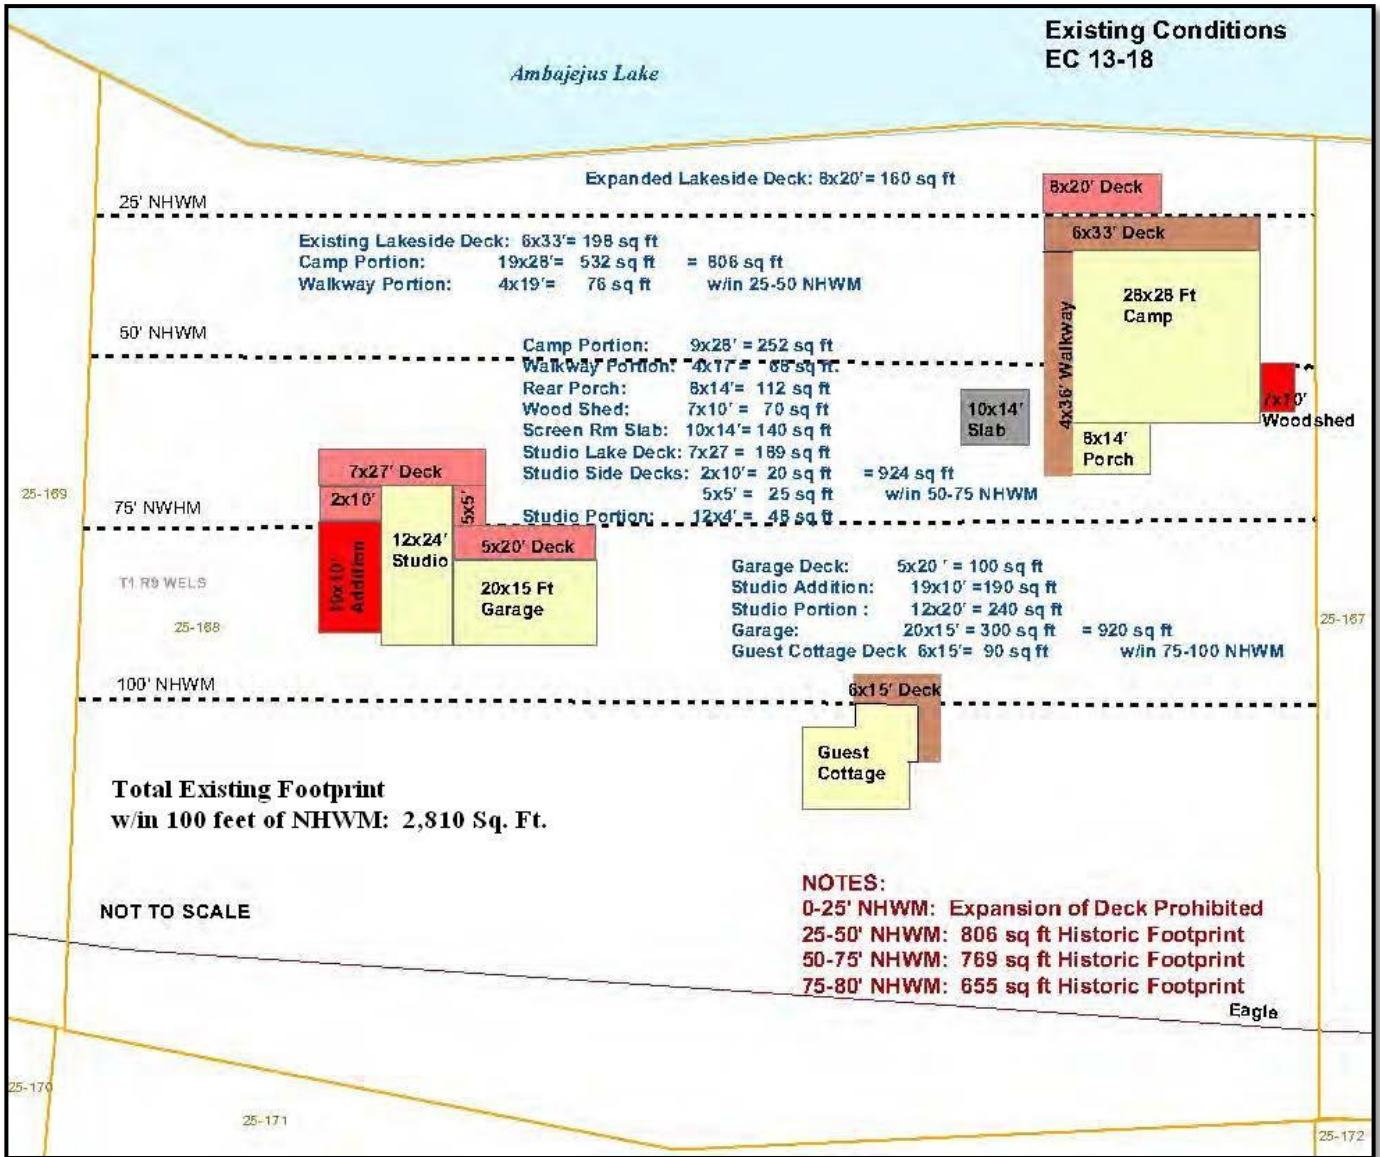 Existing Conditions
EC 13-18
Ambajejus Lake
Expanded Lakeside Deck: 8x20'= 160 sq ft
8x20' Deck
25' NHWM
6x33' Deck
Existing Lakeside Deck: 6x33'= 198 sq ft
Camp Portion: 19x28'= 532 sq ft = 806 sq ft
Walkway Portion: 4x19'= 76 sq ft w/in 25-50 NHWM
28x28 Ft
Camp
4x36' Walkway
50' NHWM
Camp Portion: 9x28' = 252 sq ft
Walkway Portion: 4x17'= 68 sq ft.
Rear Porch: 8x14'= 112 sq ft
Wood Shed: 7x10' = 70 sq ft
Screen Rm Slab: 10x14'= 140 sq ft
Studio Lake Deck: 7x27 = 189 sq ft
Studio Side Decks: 2x10'= 20 sq ft = 924 sq ft
5x5' = 25 sq ft w/in 50-75 NHWM
Studio Portion: 12x4' = 48 sq ft
10x14'
Slab
7x10'
Woodshed
8x14'
Porch
7x27' Deck
25-169
2x10'
5x5'
75' NWHM
12x24'
Studio
5x20' Deck
19x10'
Addition
20x15 Ft
Garage
T1 R9 WELS
25-168
Garage Deck: 5x20 ' = 100 sq ft
Studio Addition: 19x10' =190 sq ft
Studio Portion : 12x20' = 240 sq ft
Garage: 20x15' = 300 sq ft = 920 sq ft
Guest Cottage Deck 6x15'= 90 sq ft w/in 75-100 NHWM
25-167
100' NHWM
6x15' Deck
Guest
Cottage
Total Existing Footprint
w/in 100 feet of NHWM: 2,810 Sq. Ft.
NOT TO SCALE
NOTES:
0-25' NHWM: Expansion of Deck Prohibited
25-50' NHWM: 806 sq ft Historic Footprint
50-75' NHWM: 769 sq ft Historic Footprint
75-80' NHWM: 655 sq ft Historic Footprint
Eagle
25-170
25-171
25-172